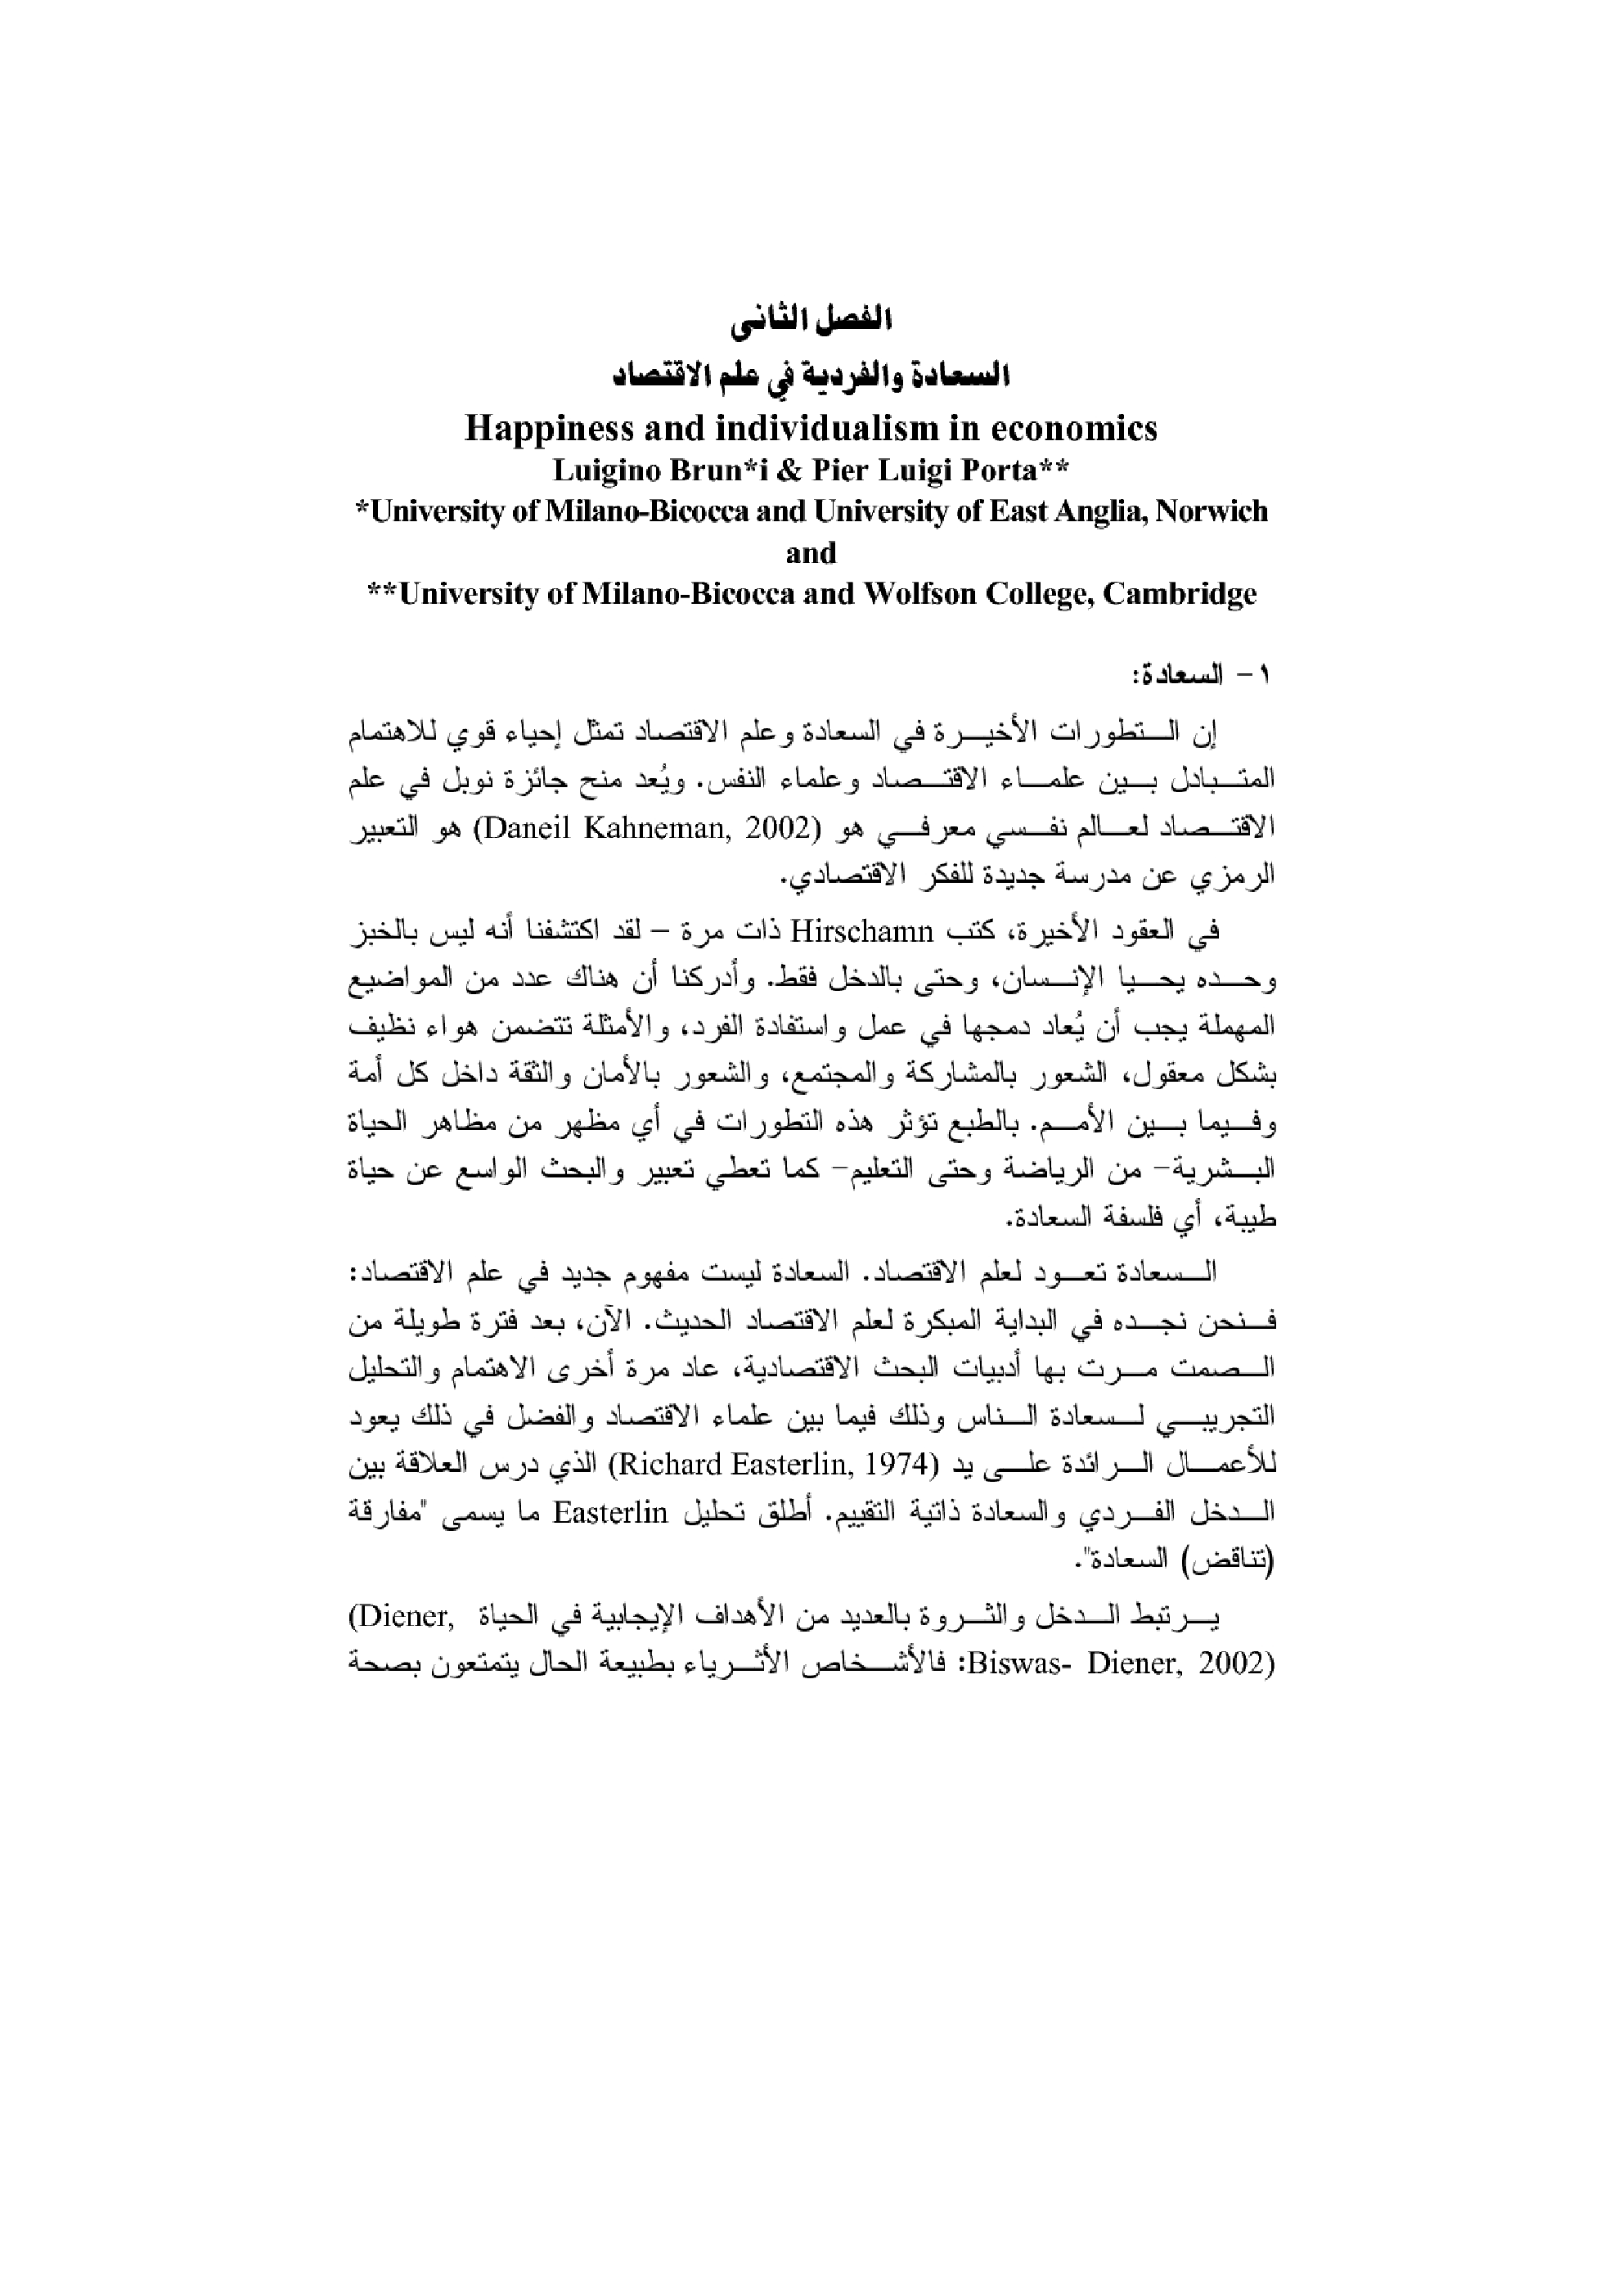 الفصل الثانى
السعادة والفردية في علم الاقتصاد
Happiness and individualism in economics
Luigino Brun*i & Pier Luigi Porta**
*University of Milano-Bicocca and University of East Anglia, Norwich
and
**University of Milano-Bicocca and Wolfson College, Cambridge
١- السعادة:
إن التطورات الأخيرة في السعادة وعلم الاقتصاد تمثل إحياء قوي للاهتمام
المتبادل بين علماء الاقتصاد وعلماء النفس. ويُعد منح جائزة نوبل في علم
الاقتصاد لعالم نفسي معرفي هو (Daneil Kahneman, 2002) هو التعبير
الرمزي عن مدرسة جديدة للفكر الاقتصادي.
في العقود الأخيرة، كتب Hirschamn ذات مرة – لقد اكتشفنا أنه ليس بالخبز
وحده يحيا الإنسان، وحتى بالدخل فقط. وأدركنا أن هناك عدد من المواضيع
المهملة يجب أن يُعاد دمجها في عمل واستفادة الفرد، والأمثلة تتضمن هواء نظيف
بشكل معقول، الشعور بالمشاركة والمجتمع، والشعور بالأمان والثقة داخل كل أمة
وفيما بين الأمم. بالطبع تؤثر هذه التطورات في أي مظهر من مظاهر الحياة
البشرية- من الرياضة وحتى التعليم- كما تعطي تعبير والبحث الواسع عن حياة
طيبة، أي فلسفة السعادة.
السعادة تعود لعلم الاقتصاد. السعادة ليست مفهوم جديد في علم الاقتصاد:
فنحن نجده في البداية المبكرة لعلم الاقتصاد الحديث. الآن، بعد فترة طويلة من
الصمت مرت بها أدبيات البحث الاقتصادية، عاد مرة أخرى الاهتمام والتحليل
التجريبي لسعادة الناس وذلك فيما بين علماء الاقتصاد والفضل في ذلك يعود
للأعمال الرائدة على يد (Richard Easterlin, 1974) الذي درس العلاقة بين
الدخل الفردي والسعادة ذاتية التقييم. أطلق تحليل Easterlin ما يسمى "مفارقة
(تناقض) السعادة".
يرتبط الدخل والثروة بالعديد من الأهداف الإيجابية في الحياة (Diener,
Biswas- Diener, 2002): فالأشخاص الأثرياء بطبيعة الحال يتمتعون بصحة